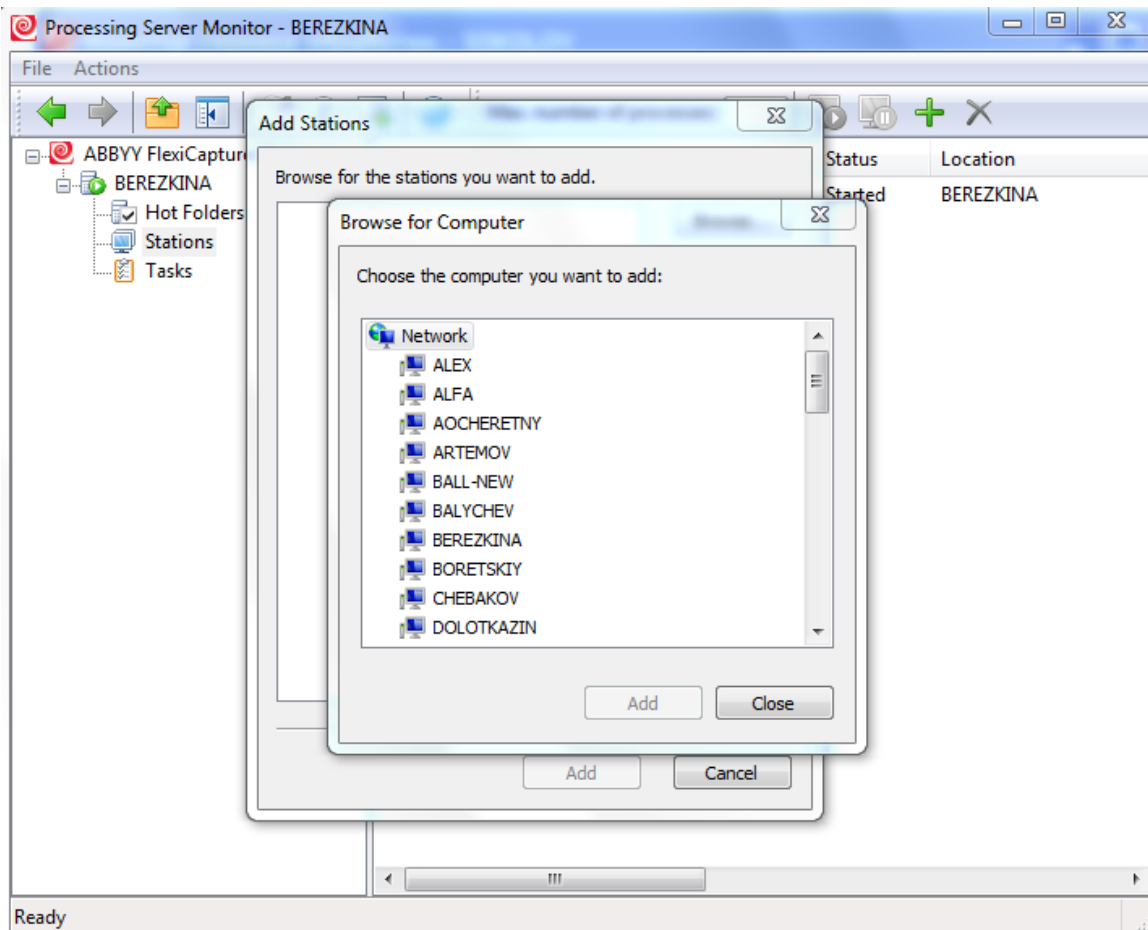 Processing Server Monitor - BEREZKINA
File Actions
Add Stations
Status Location
ABBYY FlexiCapture
Browse for the stations you want to add.
Started BEREZKINA
BEREZKINA
Hot Folders
Browse for Computer
Stations
Tasks
Choose the computer you want to add:
Network
ALEX
ALFA
AOCHERETNY
ARTEMOV
BALL-NEW
BALYCHEV
BEREZKINA
BORETSKIY
CHEBAKOV
DOLOTKAZIN
Add Close
Add Cancel
Ready